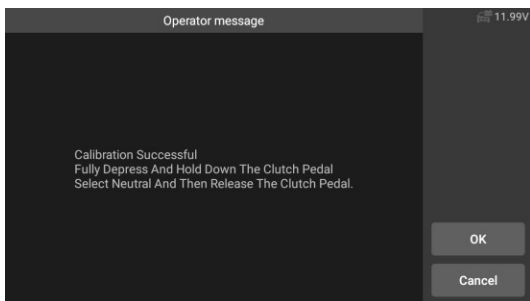 Operator message
11.99V
Calibration Successful
Fully Depress And Hold Down The Clutch Pedal
Select Neutral And Then Release The Clutch Pedal.
OK
Cancel